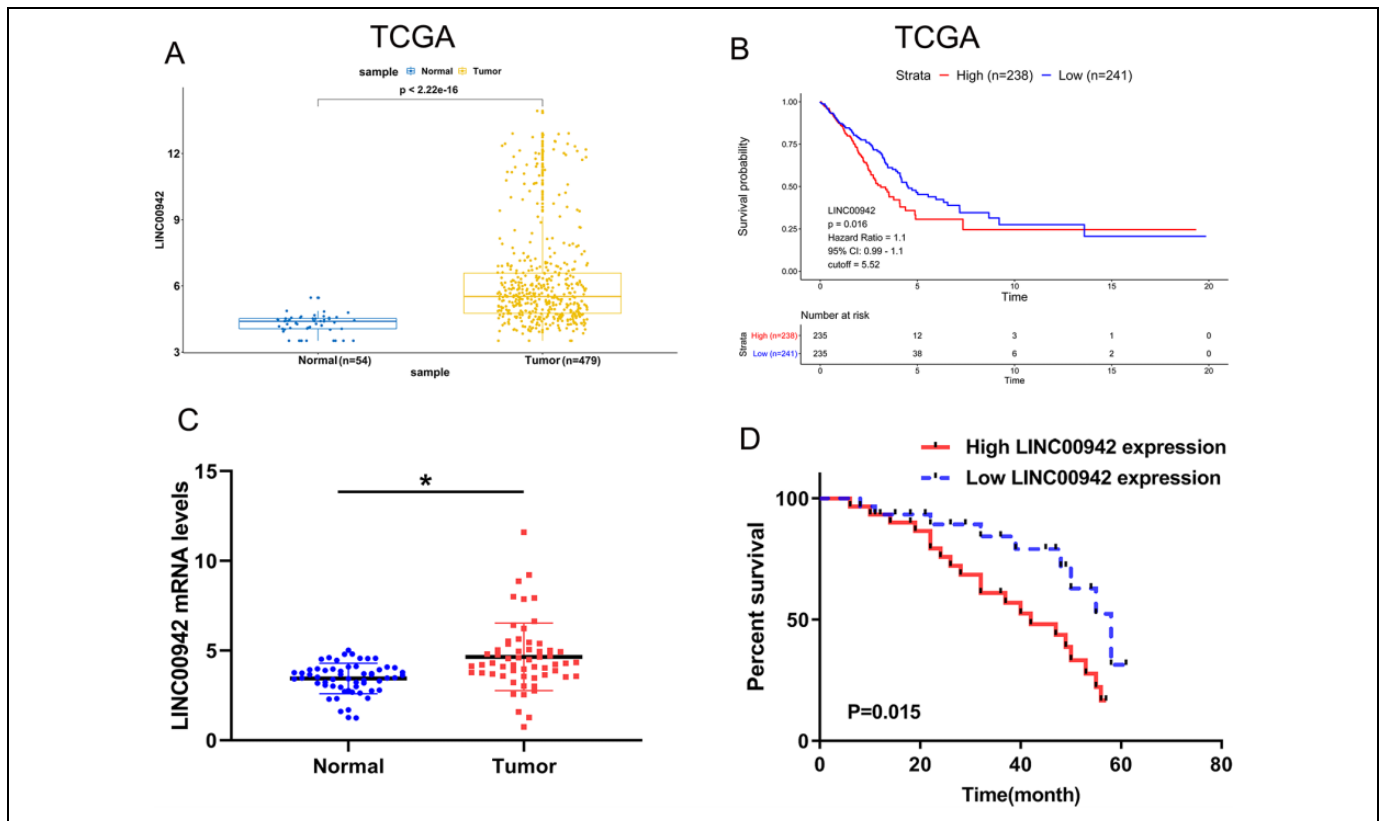 A
TCGA
sample Normal Tumor
p < 2.22e-16
LINC00942
12
9
6
3
Normal(n=54)
Tumor(n=479)
sample
B
TCGA
Strata High (n=238) Low (n=241)
Survival probability
1.00
0.75
0.50
0.25
0.00
LINC00942
p = 0.016
Hazard Ratio = 1.1
95% CI: 0.99 - 1.1
cutoff = 5.52
0 5 10 15 20
Time
Number at risk
Strata
High (n=238) 235 12 3 1 0
Low (n=241) 235 38 6 2 0
0 5 10 15 20
Time
C
LINC00942 mRNA levels
15
10
5
0
*
Normal
Tumor
D
High LINC00942 expression
Low LINC00942 expression
Percent survival
100
50
0
P=0.015
0 20 40 60 80
Time(month)